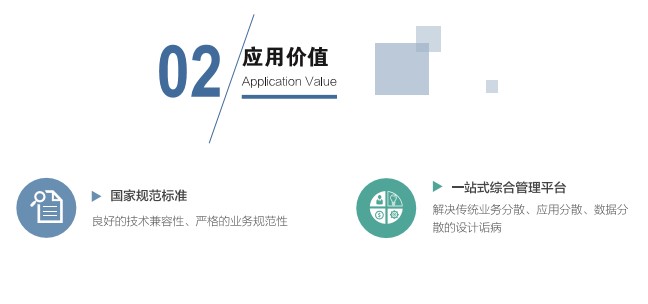 02
应用价值
Application Value
国家规范标准
良好的技术兼容性、严格的业务规范性
一站式综合管理平台
解决传统业务分散、应用分散、数据分
散的设计诟病